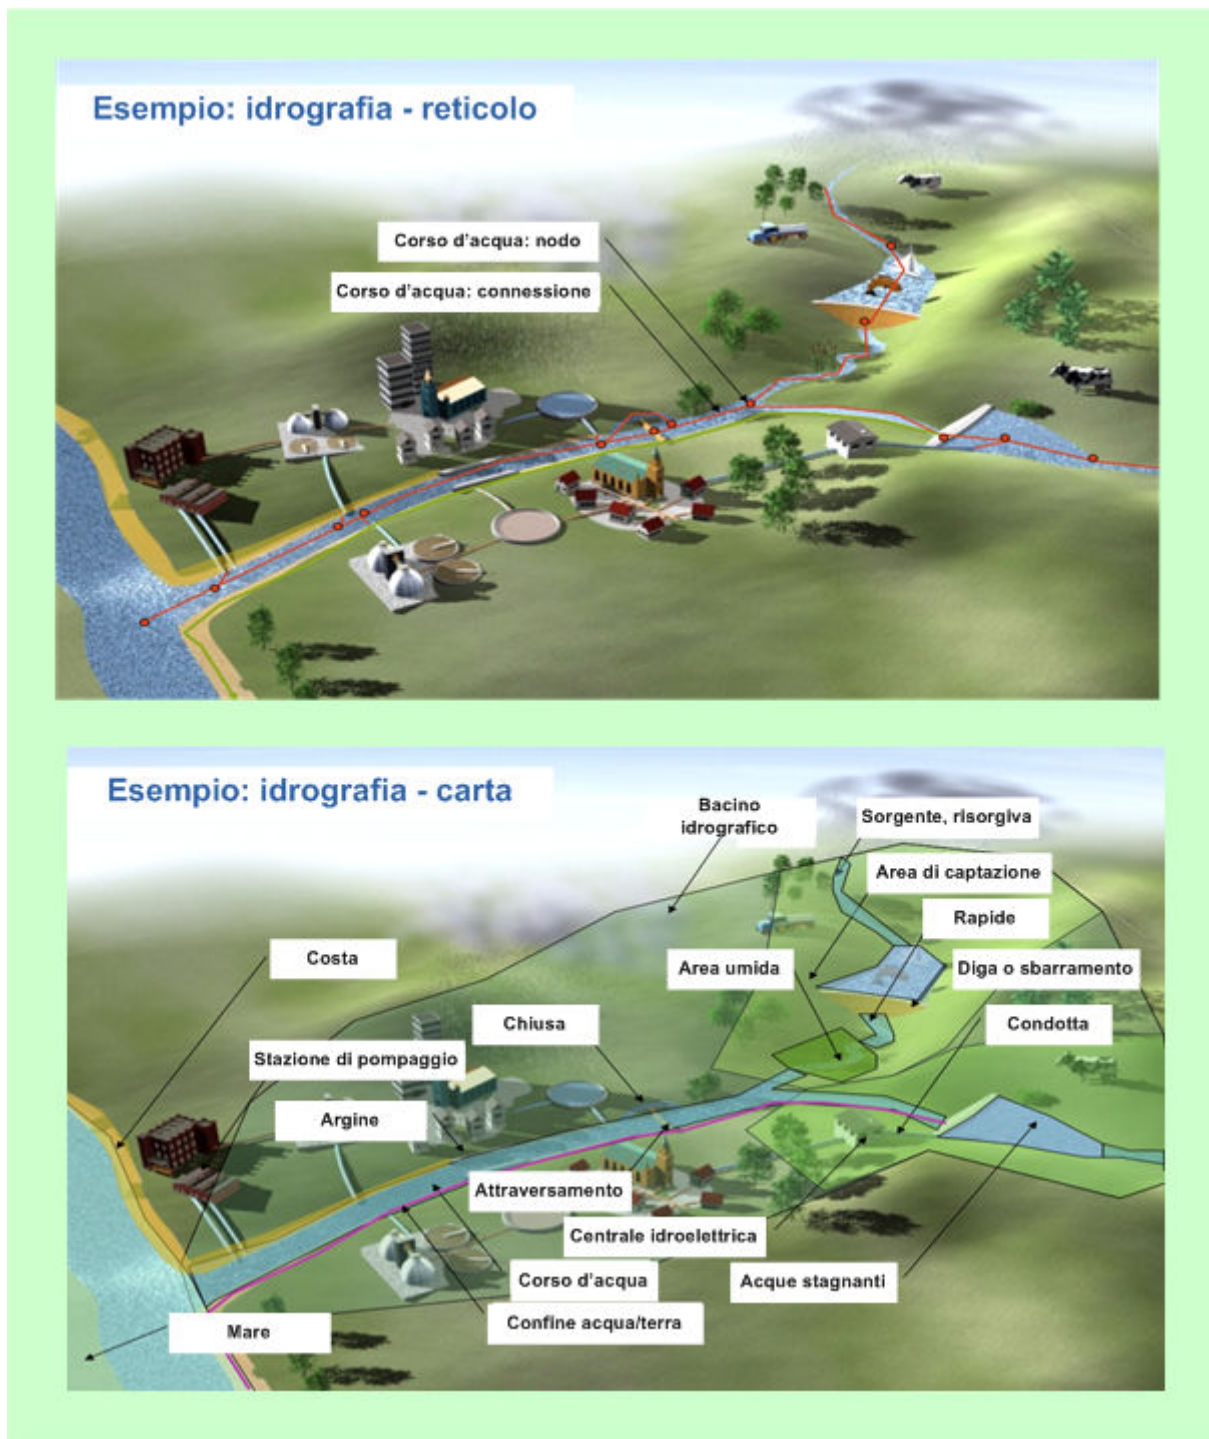 Esempio: idrografia - reticolo
Corso d'acqua: nodo
Corso d'acqua: connessione
Esempio: idrografia - carta
Bacino
idrografico
Sorgente, risorgiva
Area di captazione
Rapide
Costa
Area umida
Diga o sbarramento
Chiusa
Condotta
Stazione di pompaggio
Argine
Attraversamento
Centrale idroelettrica
Corso d'acqua
Acque stagnanti
Confine acqua/terra
Mare